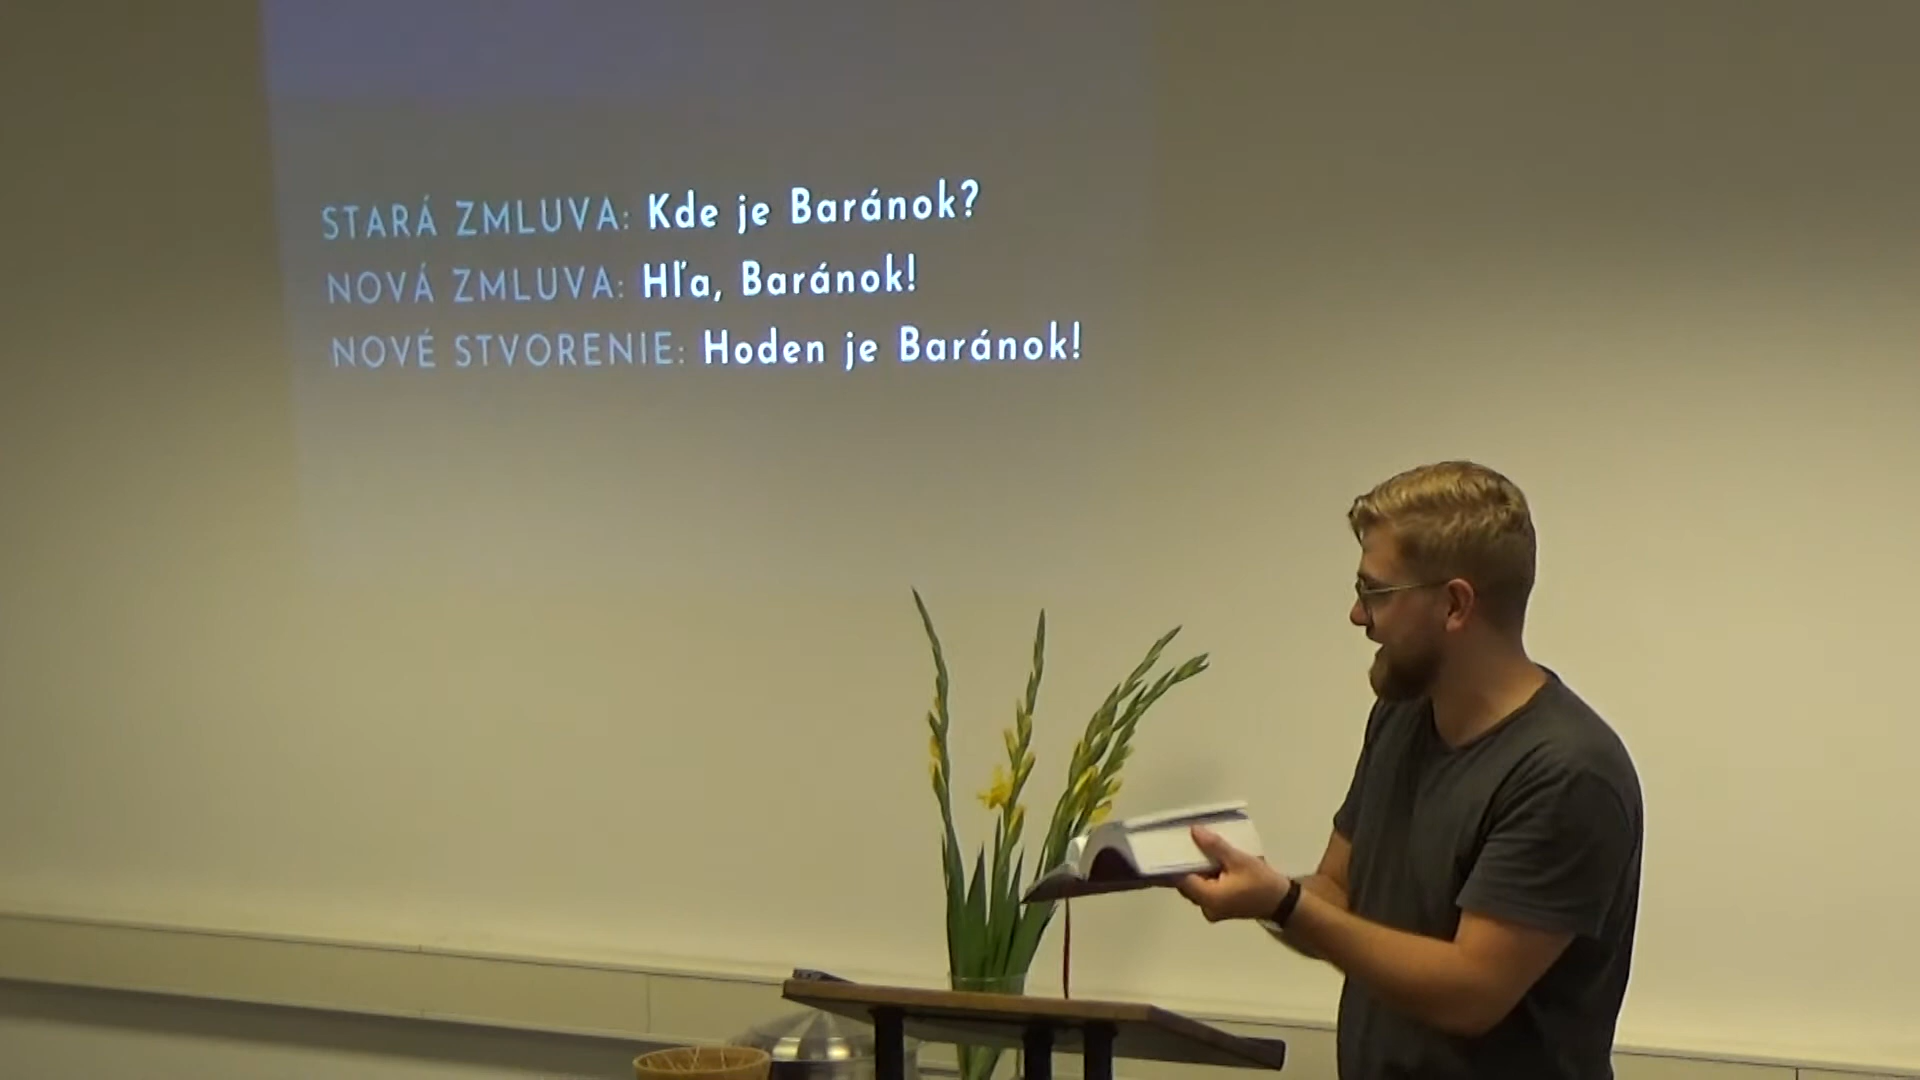 STARÁ ZMLUVA: Kde je Baránok?
NOVÁ ZMLUVA: Hľa, Baránok!
NOVÉ STVORENIE: Hoden je Baránok!